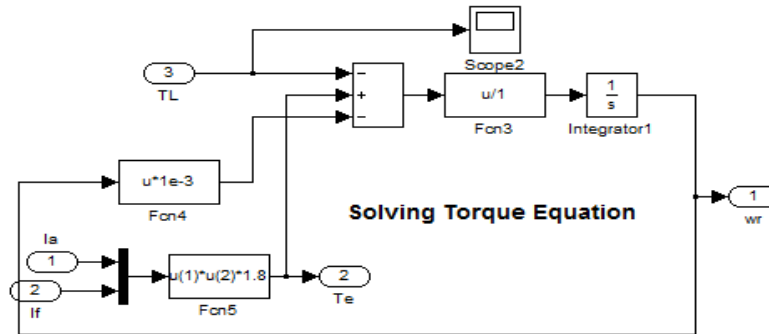 Scope2
3
TL
−
+
−
u/1
Fcn3
1
s
Integrator1
u*1e-3
Fcn4
Solving Torque Equation
1
wr
Ia
1
2
If
u(1)*u(2)*1.8
Fcn5
2
Te